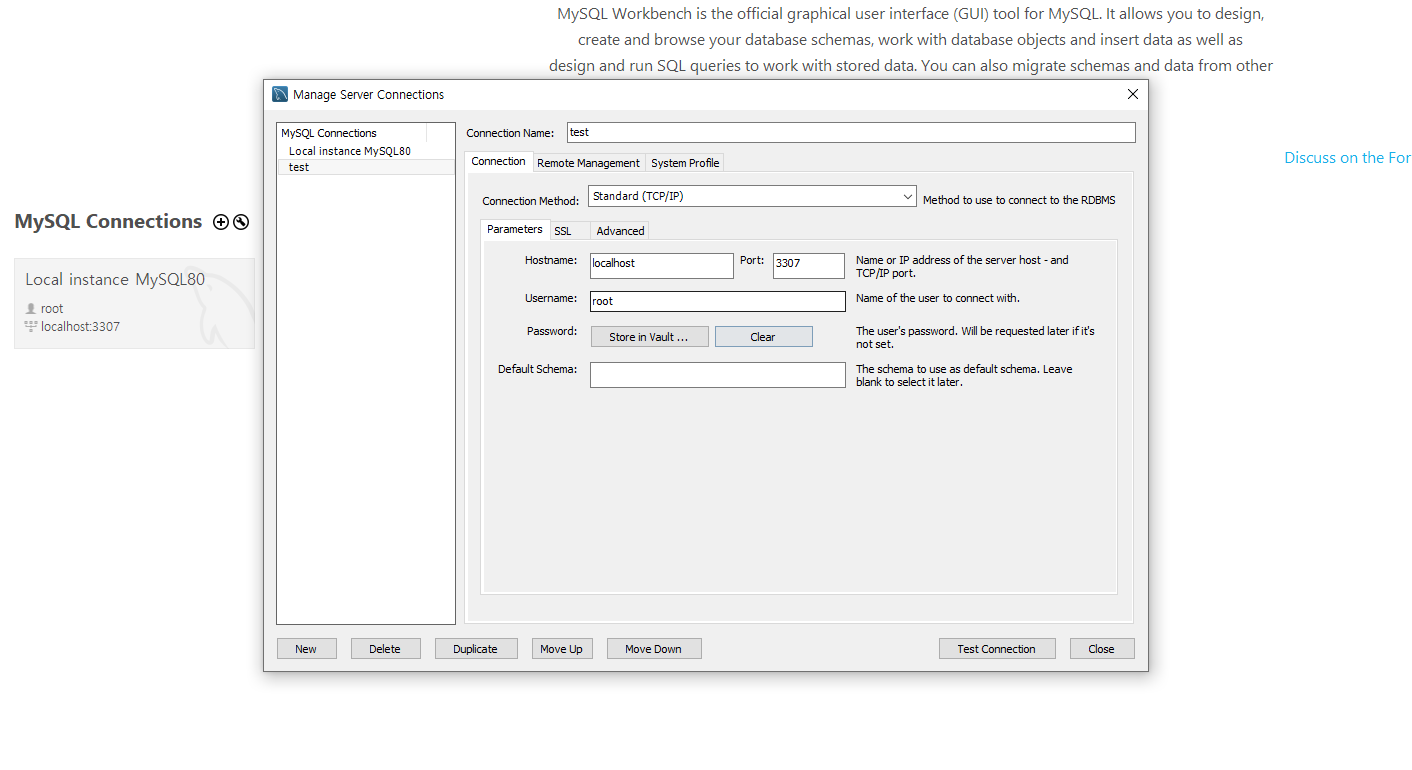 MySQL Workbench is the official graphical user interface (GUI) tool for MySQL. It allows you to design,
create and browse your database schemas, work with database objects and insert data as well as
design and run SQL queries to work with stored data. You can also migrate schemas and data from other
Discuss on the For
MySQL Connections
Local instance MySQL80
root
localhost:3307
Manage Server Connections
MySQL Connections
Local instance MySQL80
test
Connection Name: test
Connection Remote Management System Profile
Connection Method: Standard (TCP/IP) Method to use to connect to the RDBMS
Parameters SSL Advanced
Hostname: localhost Port: 3307 Name or IP address of the server host - and
TCP/IP port.
Username: root Name of the user to connect with.
Password: Store in Vault ... Clear The user's password. Will be requested later if it's
not set.
Default Schema: The schema to use as default schema. Leave
blank to select it later.
New Delete Duplicate Move Up Move Down Test Connection Close